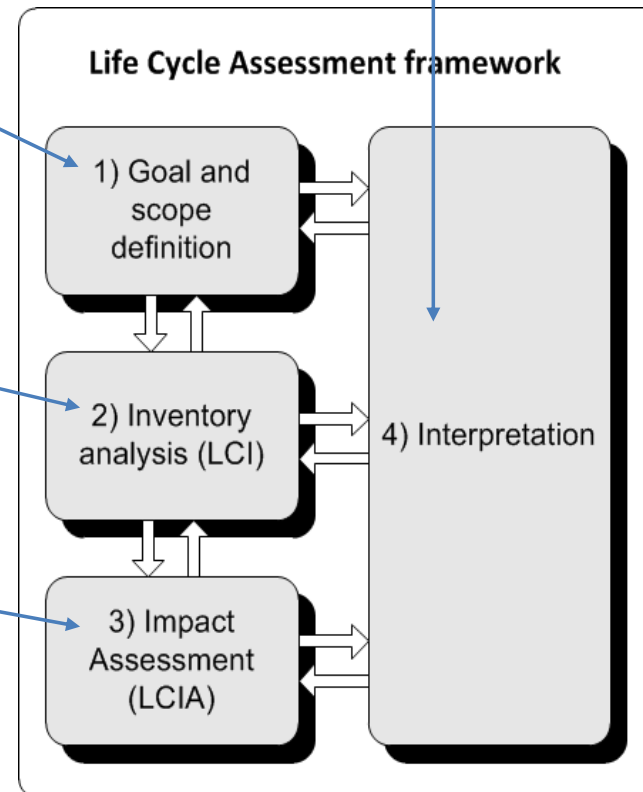 Life Cycle Assessment framework
1) Goal and
scope
definition
2) Inventory
analysis (LCI)
4) Interpretation
3) Impact
Assessment
(LCIA)